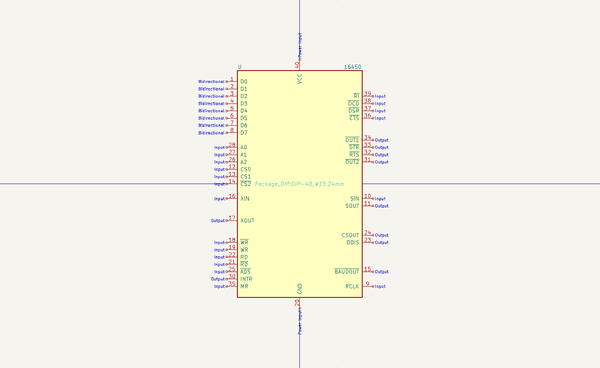 Power Input
U 16450
40
VCC
Bidirectional 1 D0
Bidirectional 2 D1
Bidirectional 3 D2
Bidirectional 4 D3
Bidirectional 5 D4
Bidirectional 6 D5
Bidirectional 7 D6
Bidirectional 8 D7
RI 39 Input
DCD 38 Input
DSR 37 Input
CTS 36 Input
OUT1 34 Output
DTR 33 Output
RTS 32 Output
OUT2 31 Output
Input 28 A0
Input 27 A1
Input 26 A2
Input 12 CS0
Input 13 CS1
Input 14 CS2
Package_DIP:DIP-40_W15.24mm
Input 16 XIN
SIN 10 Input
SOUT 11 Output
Output 17 XOUT
CSOUT 24 Output
DDIS 23 Output
Input 18 WR
Input 19 WR
Input 22 RD
Input 21 RD
Input 25 ADS
Output 30 INTR
Input 35 MR
BAUDOUT 15 Output
RCLK 9 Input
GND
20
Power Input